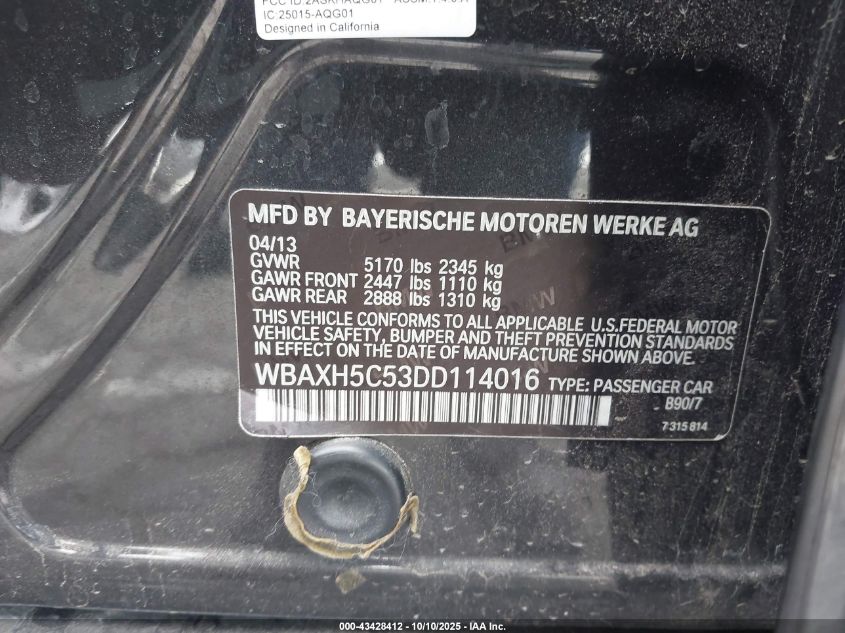 IC:25015-AQG01
Designed in California
MFD BY BAYERISCHE MOTOREN WERKE AG
04/13
GVWR 5170 lbs 2345 kg
GAWR FRONT 2447 lbs 1110 kg
GAWR REAR 2888 lbs 1310 kg
THIS VEHICLE CONFORMS TO ALL APPLICABLE U.S.FEDERAL MOTOR
VEHICLE SAFETY, BUMPER AND THEFT PREVENTION STANDARDS
IN EFFECT ON THE DATE OF MANUFACTURE SHOWN ABOVE.
WBAXH5C53DD114016 TYPE: PASSENGER CAR
B90/7
7 315 814
000-43428412 - 10/10/2025 - IAA Inc.